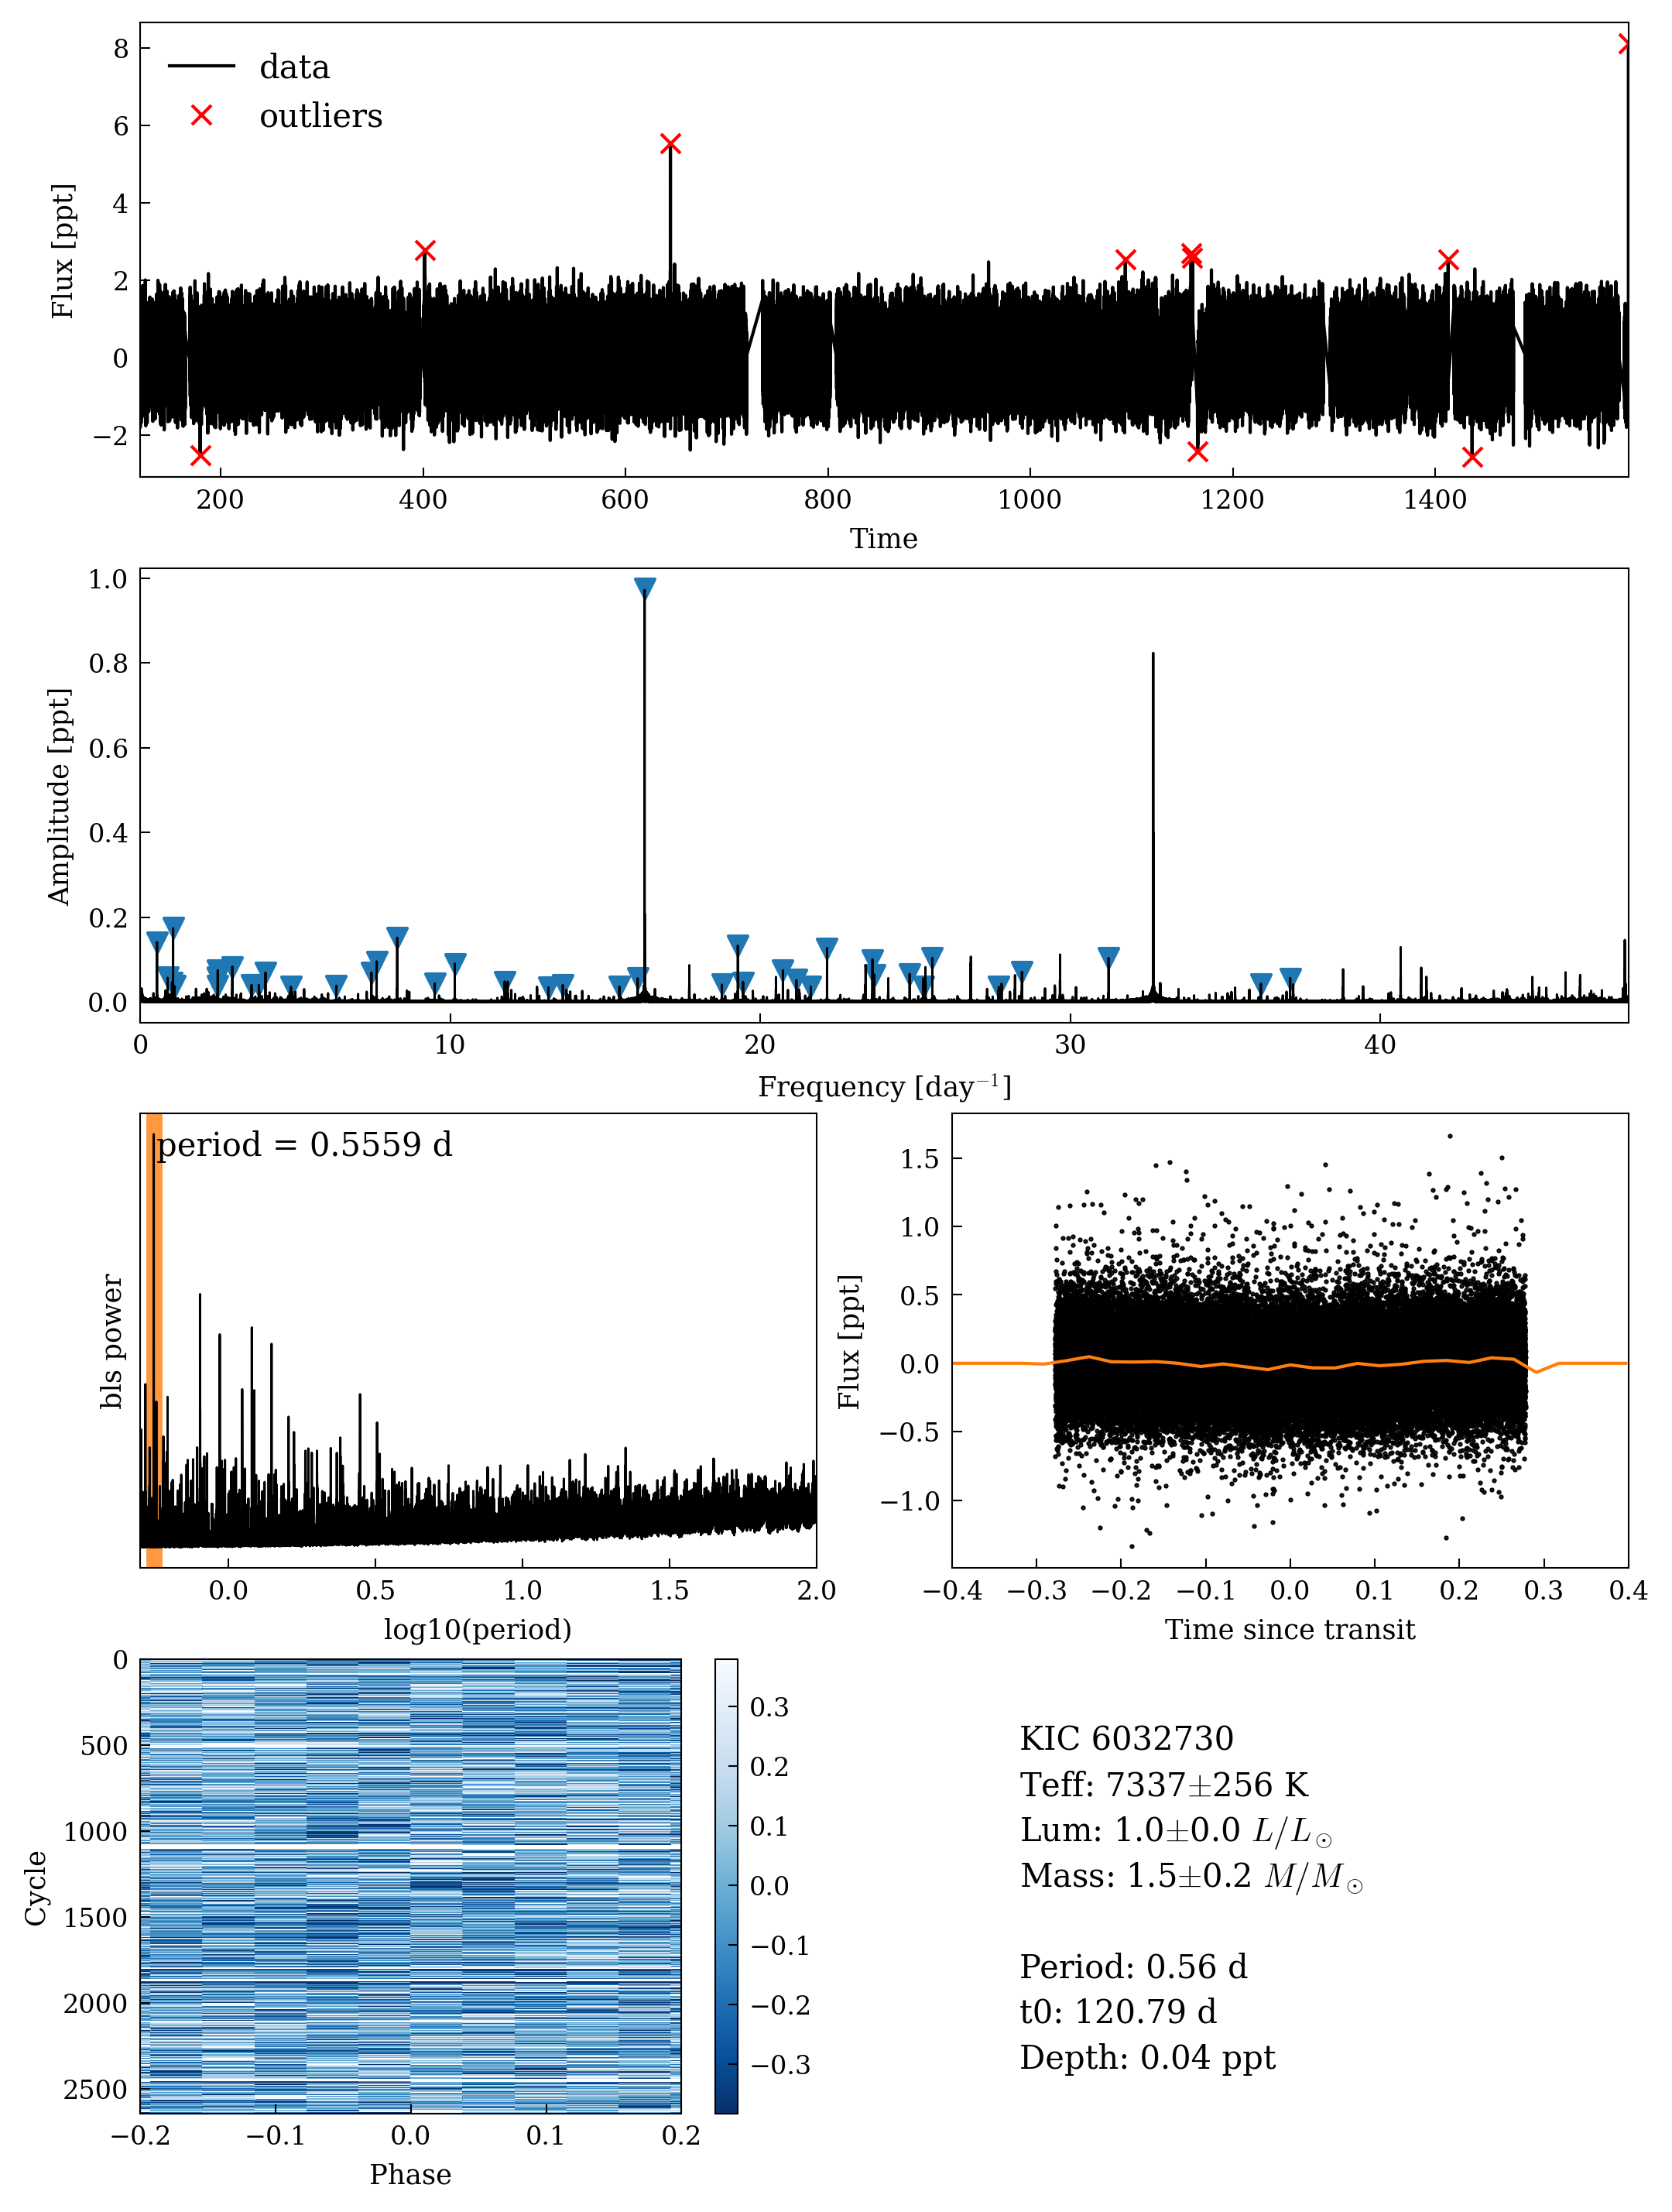 8
6
4
2
0
−2
Flux [ppt]
data
outliers
200 400 600 800 1000 1200 1400
Time
1.0
0.8
0.6
0.4
0.2
0.0
Amplitude [ppt]
0 10 20 30 40
Frequency [day⁻¹]
period = 0.5559 d
bls power
0.0 0.5 1.0 1.5 2.0
log10(period)
1.5
1.0
0.5
0.0
−0.5
−1.0
Flux [ppt]
−0.4 −0.3 −0.2 −0.1 0.0 0.1 0.2 0.3 0.4
Time since transit
0
500
1000
1500
2000
2500
Cycle
−0.2 −0.1 0.0 0.1 0.2
Phase
0.3
0.2
0.1
0.0
−0.1
−0.2
−0.3
KIC 6032730
Teff: 7337±256 K
Lum: 1.0±0.0 L/L⊙
Mass: 1.5±0.2 M/M⊙
Period: 0.56 d
t0: 120.79 d
Depth: 0.04 ppt